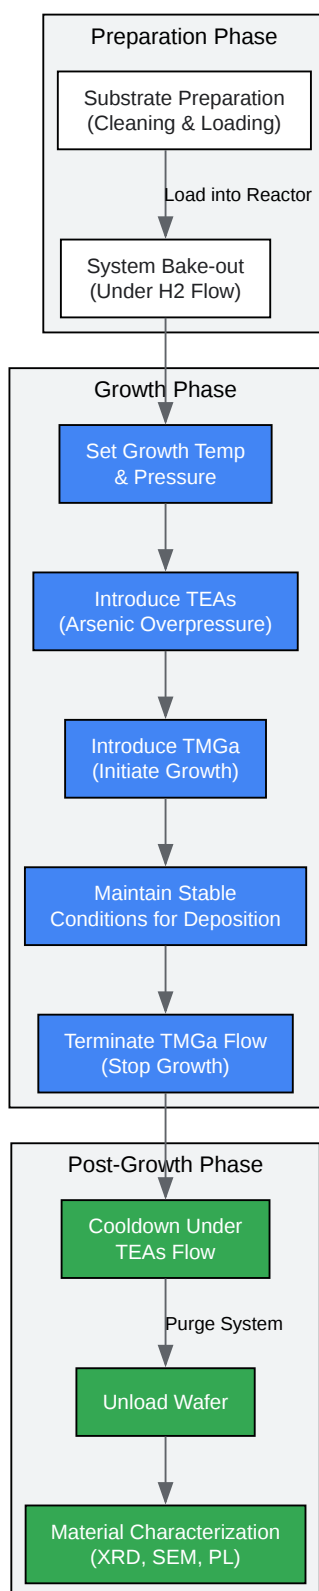 Preparation Phase
Substrate Preparation
(Cleaning & Loading)
Load into Reactor
System Bake-out
(Under H2 Flow)
Growth Phase
Set Growth Temp
& Pressure
Introduce TEAs
(Arsenic Overpressure)
Introduce TMGa
(Initiate Growth)
Maintain Stable
Conditions for Deposition
Terminate TMGa Flow
(Stop Growth)
Post-Growth Phase
Cooldown Under
TEAs Flow
Purge System
Unload Wafer
Material Characterization
(XRD, SEM, PL)